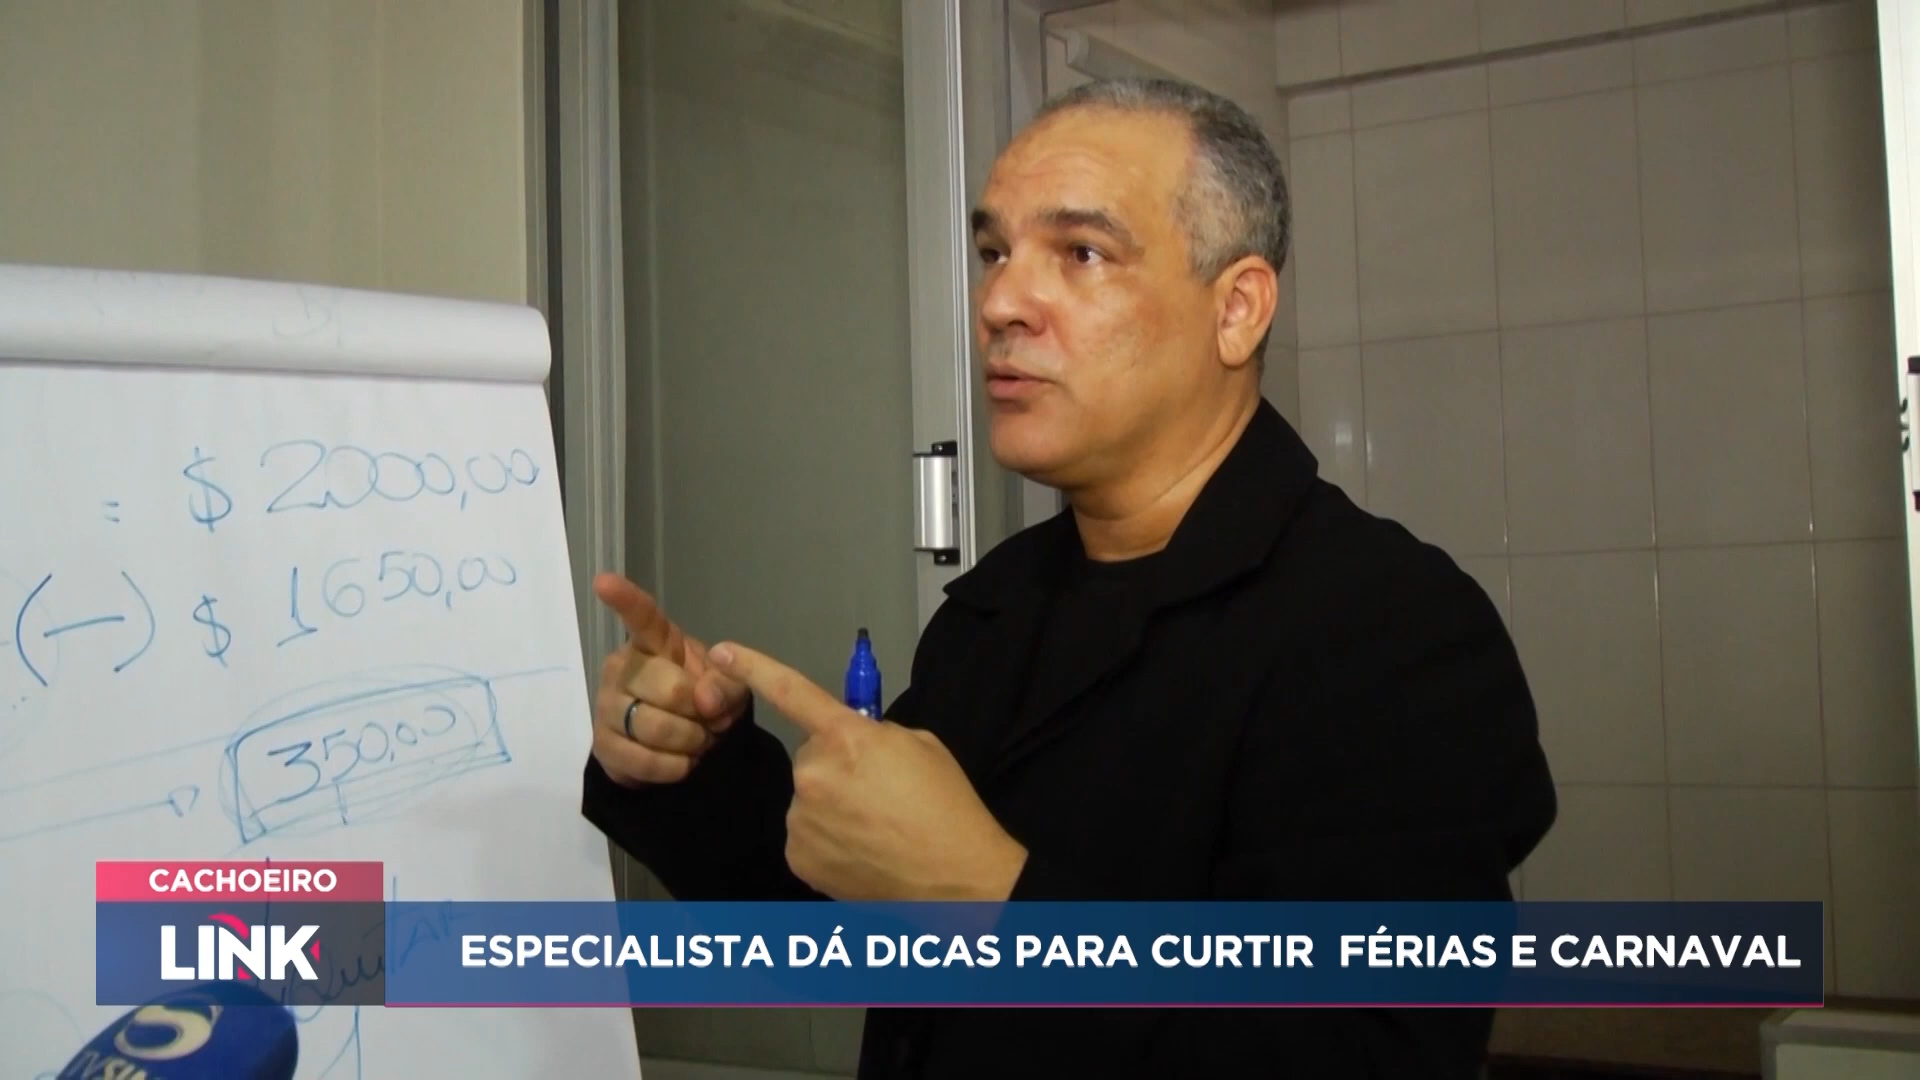 = $ 2000,00
(—) $ 1650,00
350,00
CACHOEIRO
LINK
ESPECIALISTA DÁ DICAS PARA CURTIR FÉRIAS E CARNAVAL